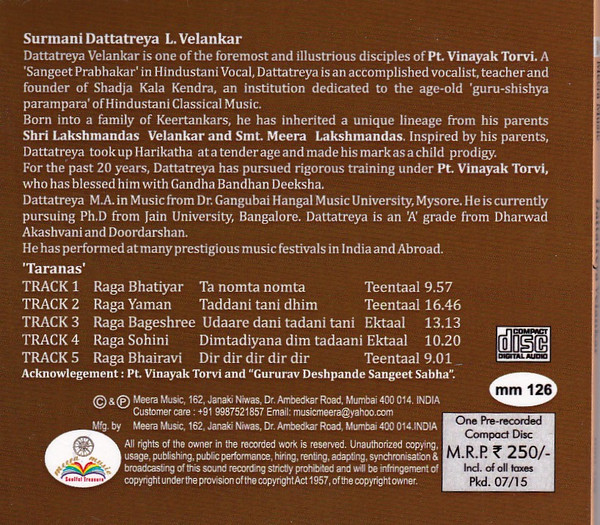 Surmani Dattatreya L. Velankar
Dattatreya Velankar is one of the foremost and illustrious disciples of Pt. Vinayak Torvi. A
'Sangeet Prabhakar' in Hindustani Vocal, Dattatreya is an accomplished vocalist, teacher and
founder of Shadja Kala Kendra, an institution dedicated to the age-old 'guru-shishya
parampara' of Hindustani Classical Music.
Born into a family of Keertankars, he has inherited a unique lineage from his parents
Shri Lakshmandas Velankar and Smt. Meera Lakshmandas. Inspired by his parents,
Dattatreya took up Harikatha at a tender age and made his mark as a child prodigy.
For the past 20 years, Dattatreya has pursued rigorous training under Pt. Vinayak Torvi,
who has blessed him with Gandha Bandhan Deeksha.
Dattatreya M.A. in Music from Dr. Gangubai Hangal Music University, Mysore. He is currently
pursuing Ph.D from Jain University, Bangalore. Dattatreya is an 'A' grade from Dharwad
Akashvani and Doordarshan.
He has performed at many prestigious music festivals in India and Abroad.
'Taranas'
TRACK 1 Raga Bhatiyar Ta nomta nomta Teentaal 9.57
TRACK 2 Raga Yaman Taddani tani dhim Teentaal 16.46
TRACK 3 Raga Bageshree Udaare dani tadani tani Ektaal 13.13
TRACK 4 Raga Sohini Dimtadiyana dim tadaani Ektaal 10.20
TRACK 5 Raga Bhairavi Dir dir dir dir dir Teentaal 9.01
Acknowlegement : Pt. Vinayak Torvi and "Gururav Deshpande Sangeet Sabha".
COMPACT
disc
DIGITAL AUDIO
mm 126
© & ℗ Meera Music, 162, Janaki Niwas, Dr. Ambedkar Road, Mumbai 400 014. INDIA
Customer care : +91 9987521857 Email: musicmeera@yahoo.com
Mfg. by Meera Music, 162, Janaki Niwas, Dr. Ambedkar Road, Mumbai 400 014.INDIA
meera music
Soulful Treasure
All rights of the owner in the recorded work is reserved. Unauthorized copying,
usage, publishing, public performance, hiring, renting, adapting, synchronisation &
broadcasting of this sound recording strictly prohibited and will be infringement of
copyright under the provision of the copyright Act 1957, of the copyright owner.
One Pre-recorded
Compact Disc
M.R.P. ₹ 250/-
Incl. of all taxes
Pkd. 07/15